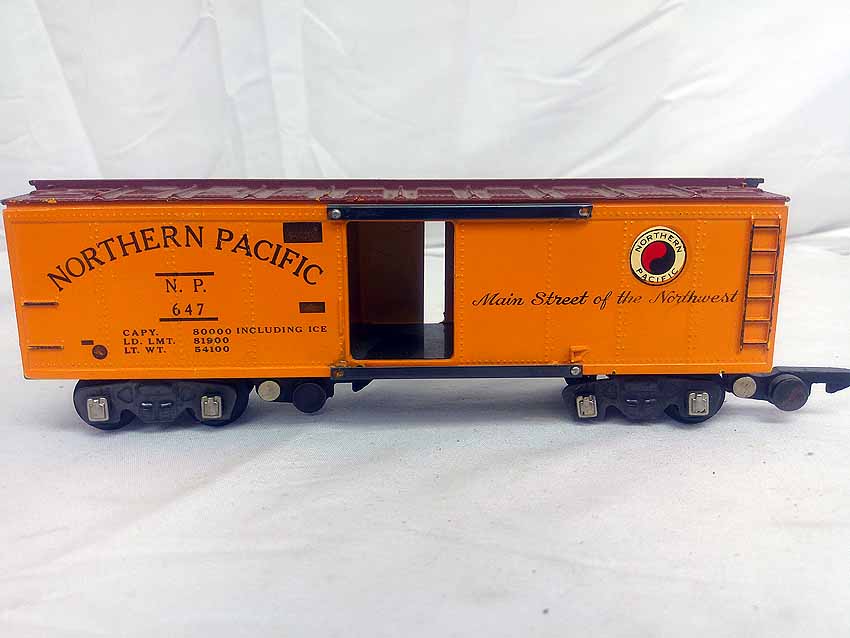 NORTHERN PACIFIC
N. P.
647
CAPY. 80000 INCLUDING ICE
LD. LMT. 81900
LT. WT. 54100
NORTHERN
PACIFIC
Main Street of the Northwest